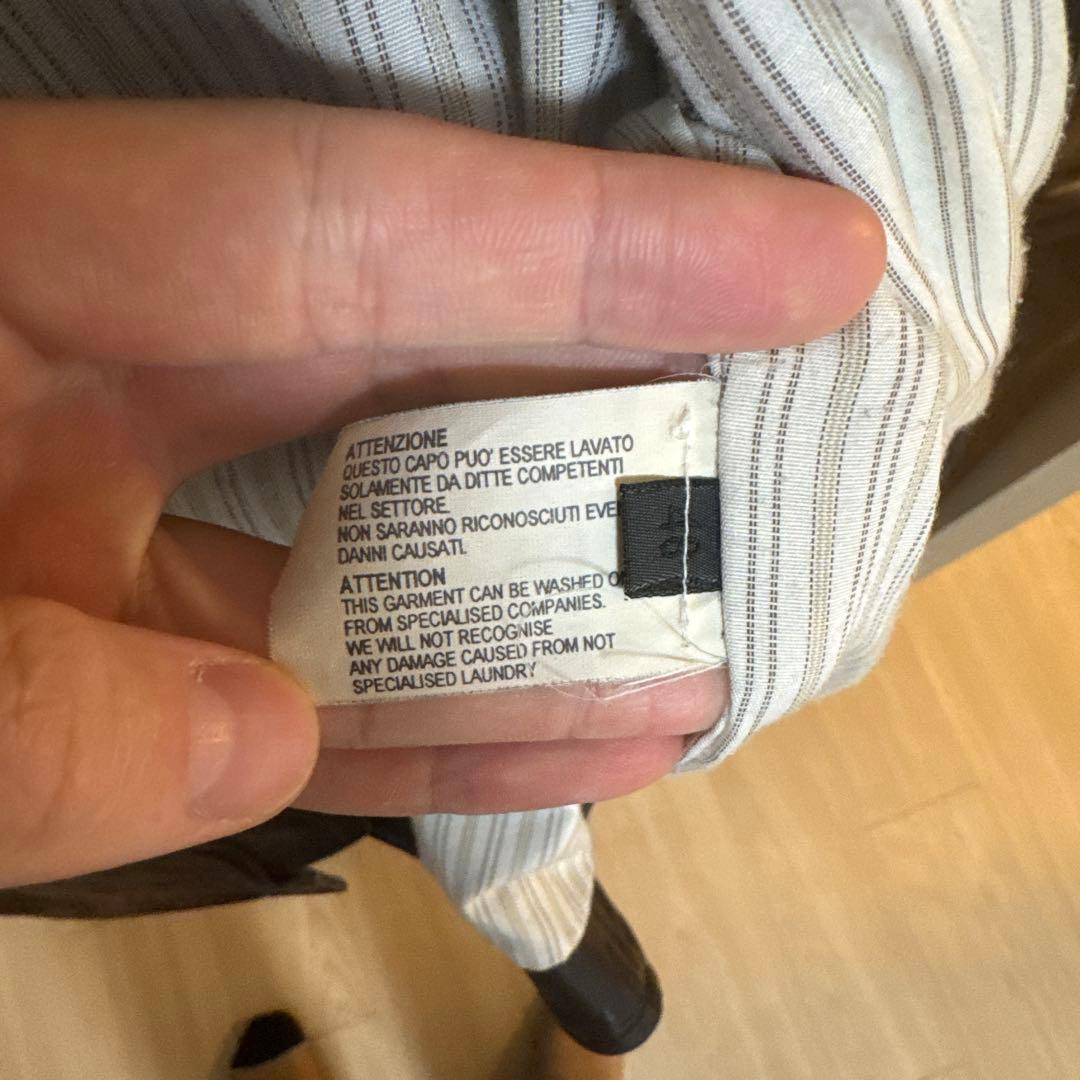 ATTENZIONE
QUESTO CAPO PUO' ESSERE LAVATO
SOLAMENTE DA DITTE COMPETENTI
NEL SETTORE.
NON SARANNO RICONOSCIUTI
DANNI CAUSATI.
ATTENTION
THIS GARMENT CAN BE WASHED
FROM SPECIALISED COMPANIES.
WE WILL NOT RECOGNISE
ANY DAMAGE CAUSED FROM NOT
SPECIALISED LAUNDRY